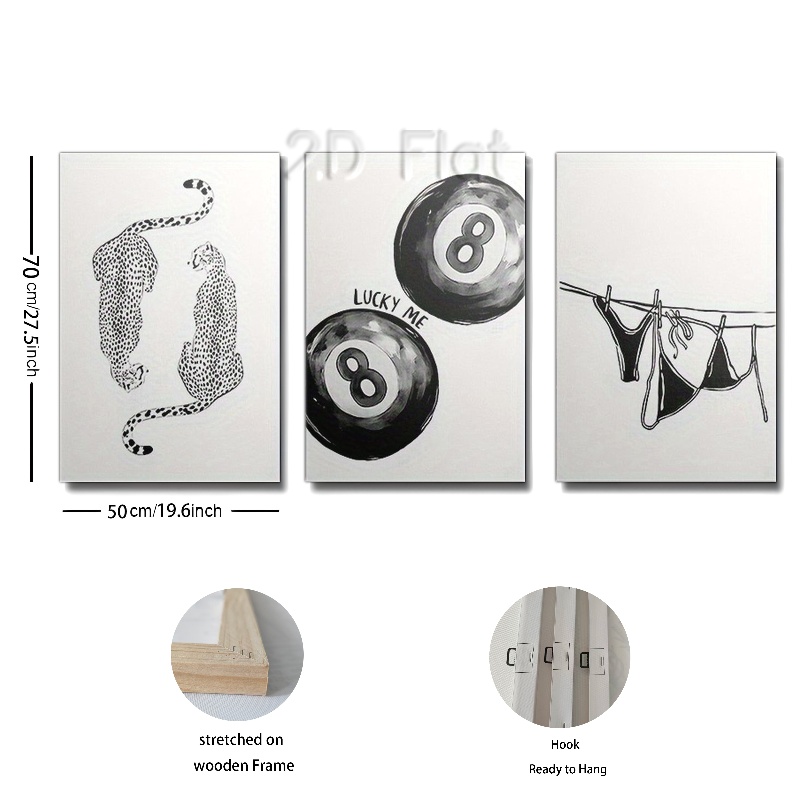 2.D Flat
70 cm/27.5inch
8
LUCKY ME
8
50cm/19.6inch
stretched on
wooden Frame
Hook
Ready to Hang